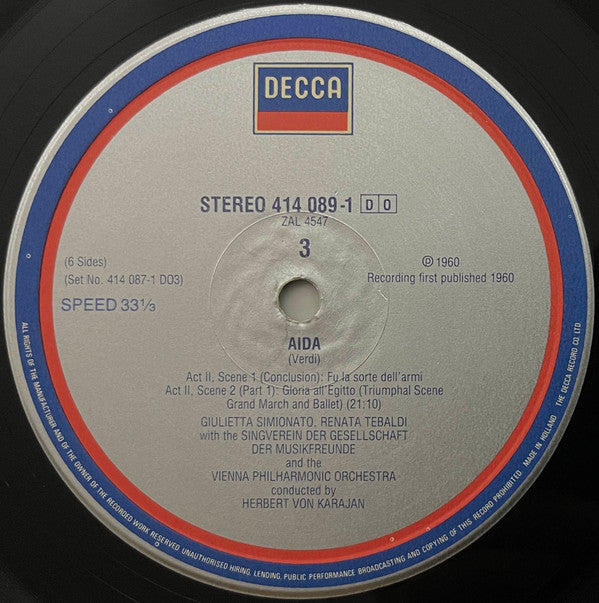 DECCA
STEREO 414 089-1 DO
ZAL 4547
3
(6 Sides)
(Set No. 414 087-1 DO3)
SPEED 33⅓
℗ 1960
Recording first published 1960
AIDA
(Verdi)
Act II, Scene 1 (Conclusion): Fu la sorte dell'armi
Act II, Scene 2 (Part 1): Gloria all'Egitto (Triumphal Scene
Grand March and Ballet) (21:10)
GIULIETTA SIMIONATO, RENATA TEBALDI
with the SINGVEREIN DER GESELLSCHAFT
DER MUSIKFREUNDE
and the
VIENNA PHILHARMONIC ORCHESTRA
conducted by
HERBERT VON KARAJAN
ALL RIGHTS OF THE MANUFACTURER AND OF THE OWNER OF THE RECORDED WORK RESERVED. UNAUTHORISED HIRING, LENDING, PUBLIC PERFORMANCE BROADCASTING AND COPYING OF THIS RECORD PROHIBITED MADE IN HOLLAND THE DECCA RECORD CO LTD